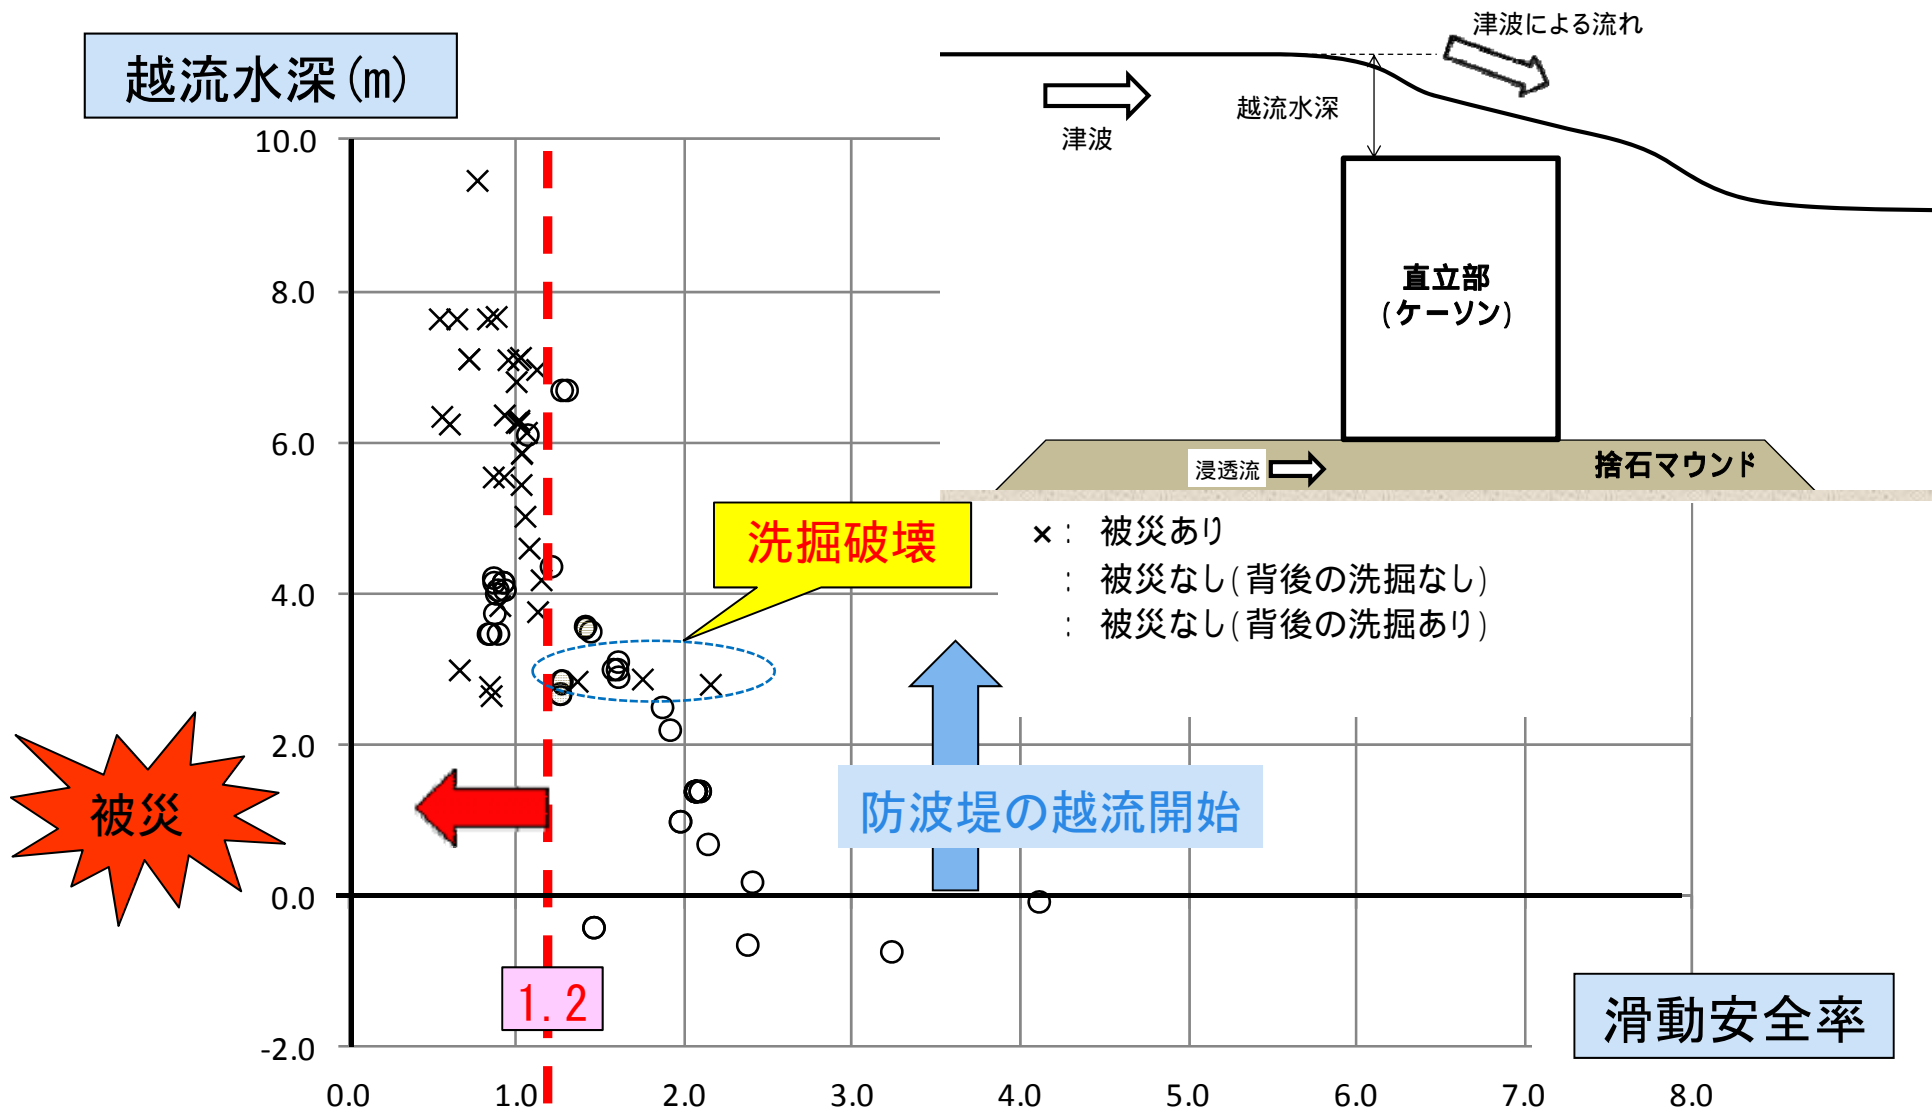 越流水深(m)
津波による流れ
越流水深
津波
直立部
(ケーソン)
浸透流
捨石マウンド
10.0
8.0
6.0
4.0
2.0
0.0
-2.0
洗掘破壊
×： 被災あり
： 被災なし(背後の洗掘なし)
： 被災なし(背後の洗掘あり)
被災
防波堤の越流開始
1.2
滑動安全率
0.0 1.0 2.0 3.0 4.0 5.0 6.0 7.0 8.0